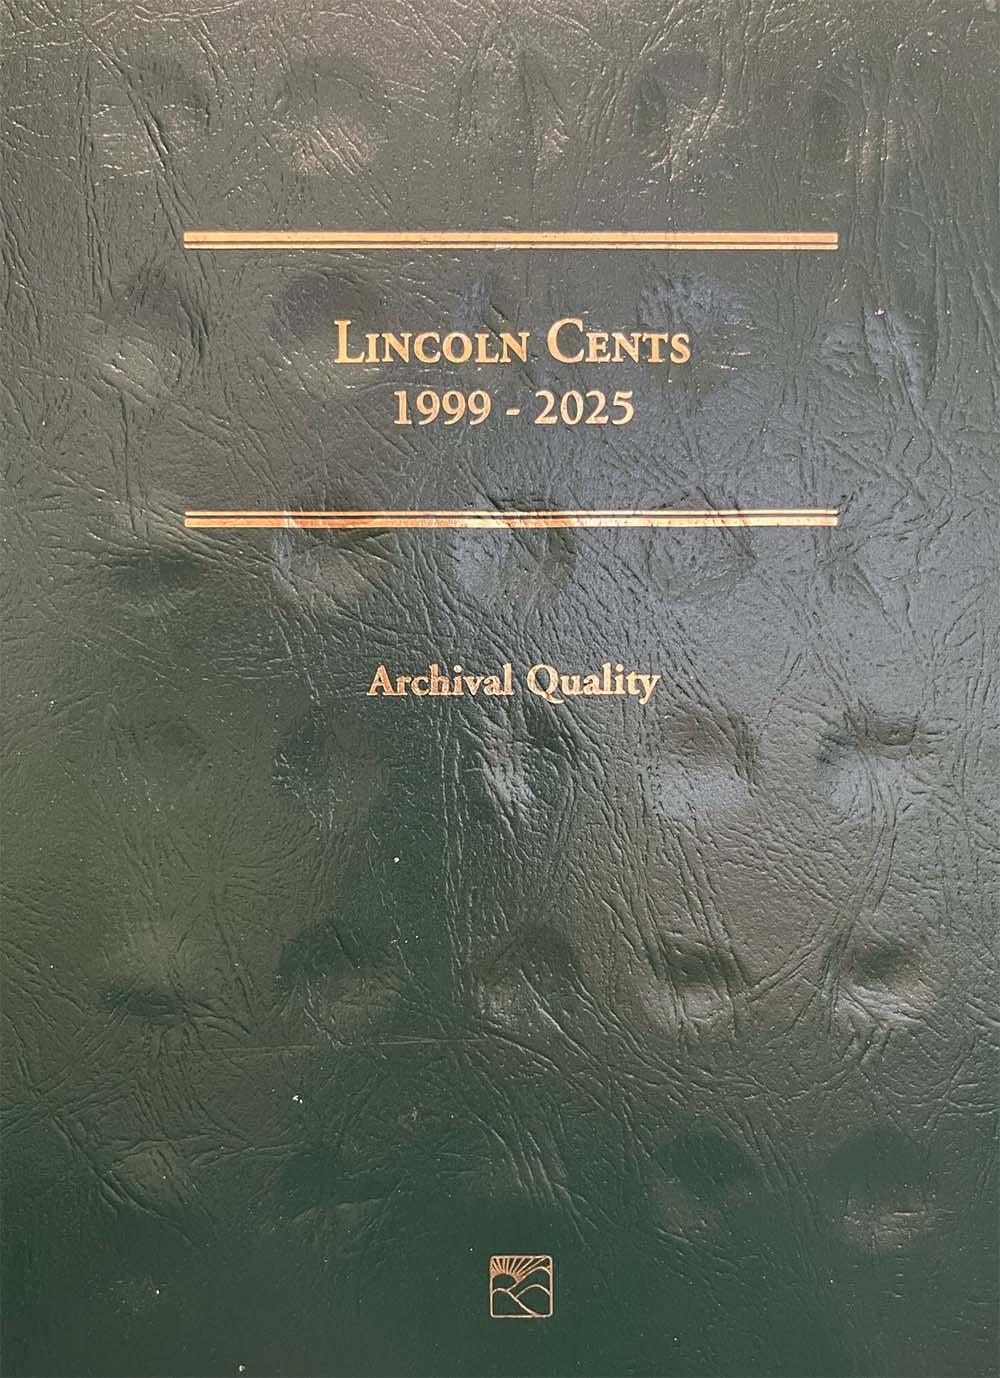 LINCOLN CENTS
1999 - 2025
Archival Quality